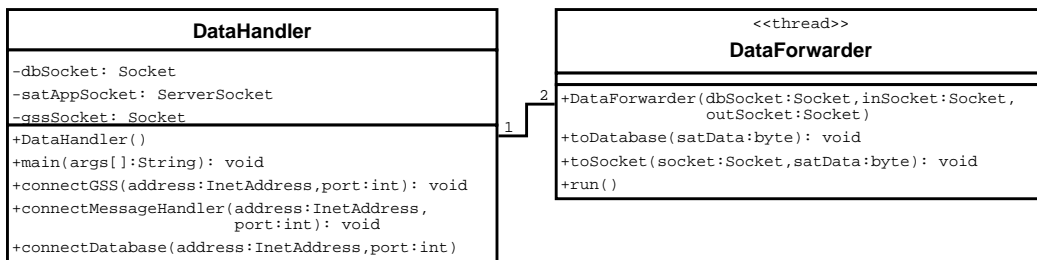 DataHandler
-dbSocket: Socket
-satAppSocket: ServerSocket
-gssSocket: Socket
+DataHandler()
+main(args[]:String): void
+connectGSS(address:InetAddress,port:int): void
+connectMessageHandler(address:InetAddress,
port:int): void
+connectDatabase(address:InetAddress,port:int)
1
2
<<thread>>
DataForwarder
+DataForwarder(dbSocket:Socket,inSocket:Socket,
outSocket:Socket)
+toDatabase(satData:byte): void
+toSocket(socket:Socket,satData:byte): void
+run()